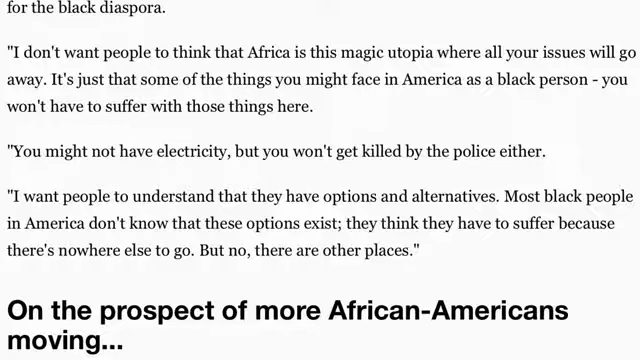 for the black diaspora.
"I don't want people to think that Africa is this magic utopia where all your issues will go
away. It's just that some of the things you might face in America as a black person - you
won't have to suffer with those things here.
"You might not have electricity, but you won't get killed by the police either.
"I want people to understand that they have options and alternatives. Most black people
in America don't know that these options exist; they think they have to suffer because
there's nowhere else to go. But no, there are other places."
On the prospect of more African-Americans
moving...